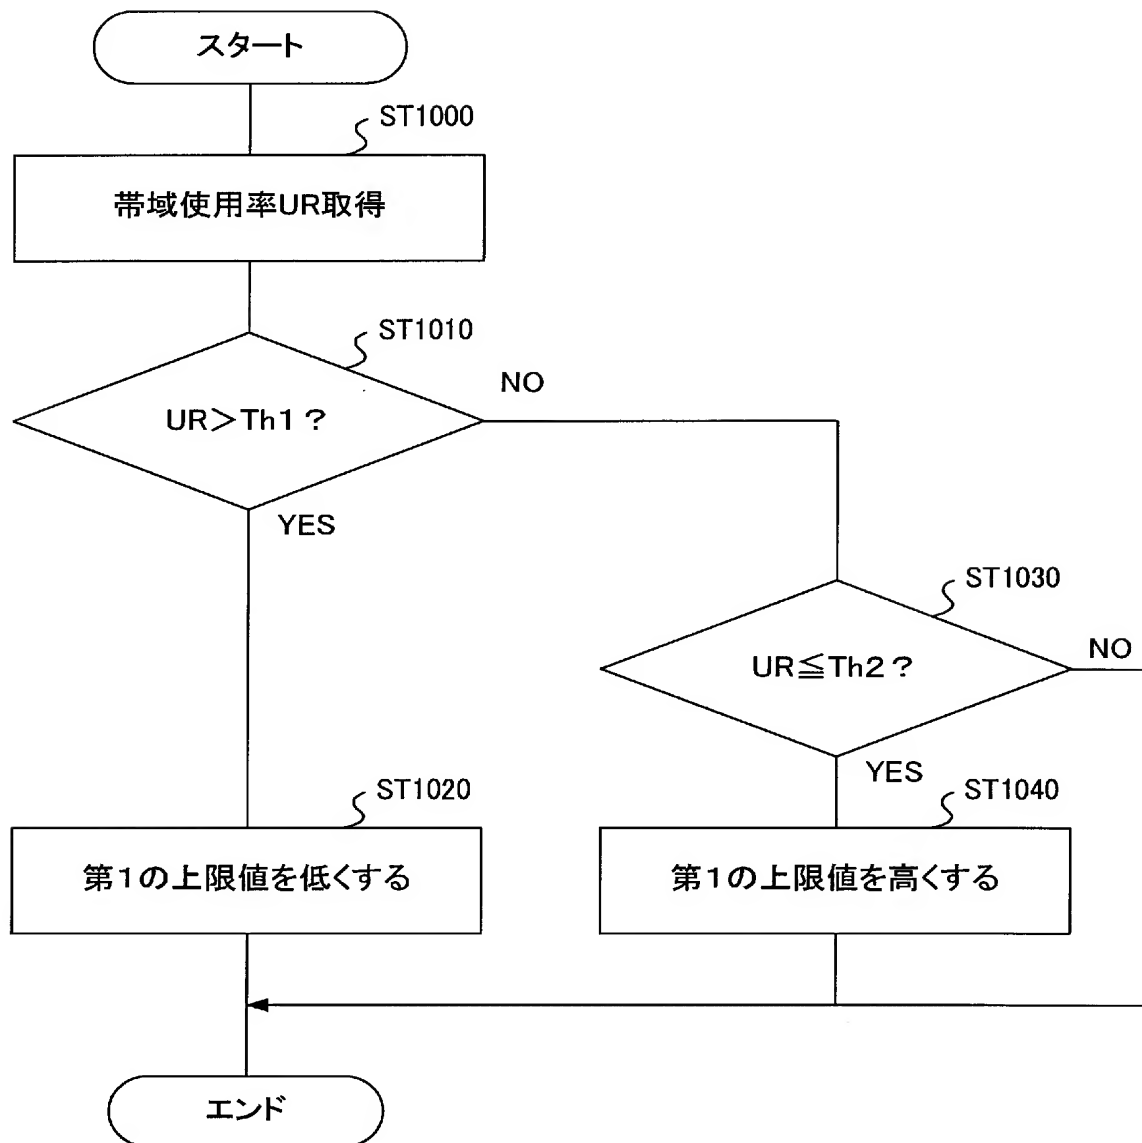 スタート
ST1000
帯域使用率UR取得
ST1010
UR>Th1?
NO
YES
ST1030
UR≦Th2?
NO
YES
ST1020
第1の上限値を低くする
ST1040
第1の上限値を高くする
エンド